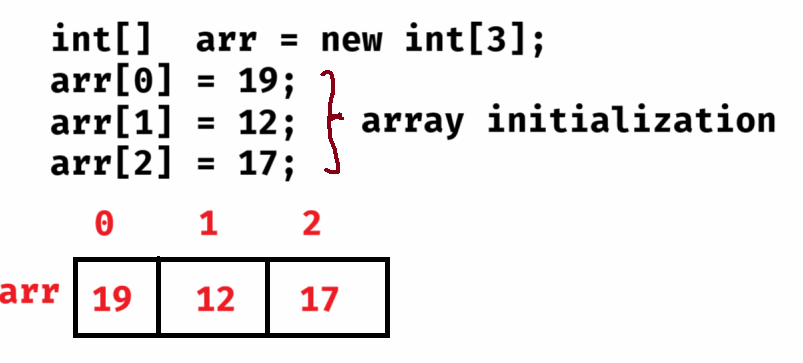 int[] arr = new int[3];
arr[0] = 19;
arr[1] = 12; array initialization
arr[2] = 17;
0 1 2
arr 19 12 17